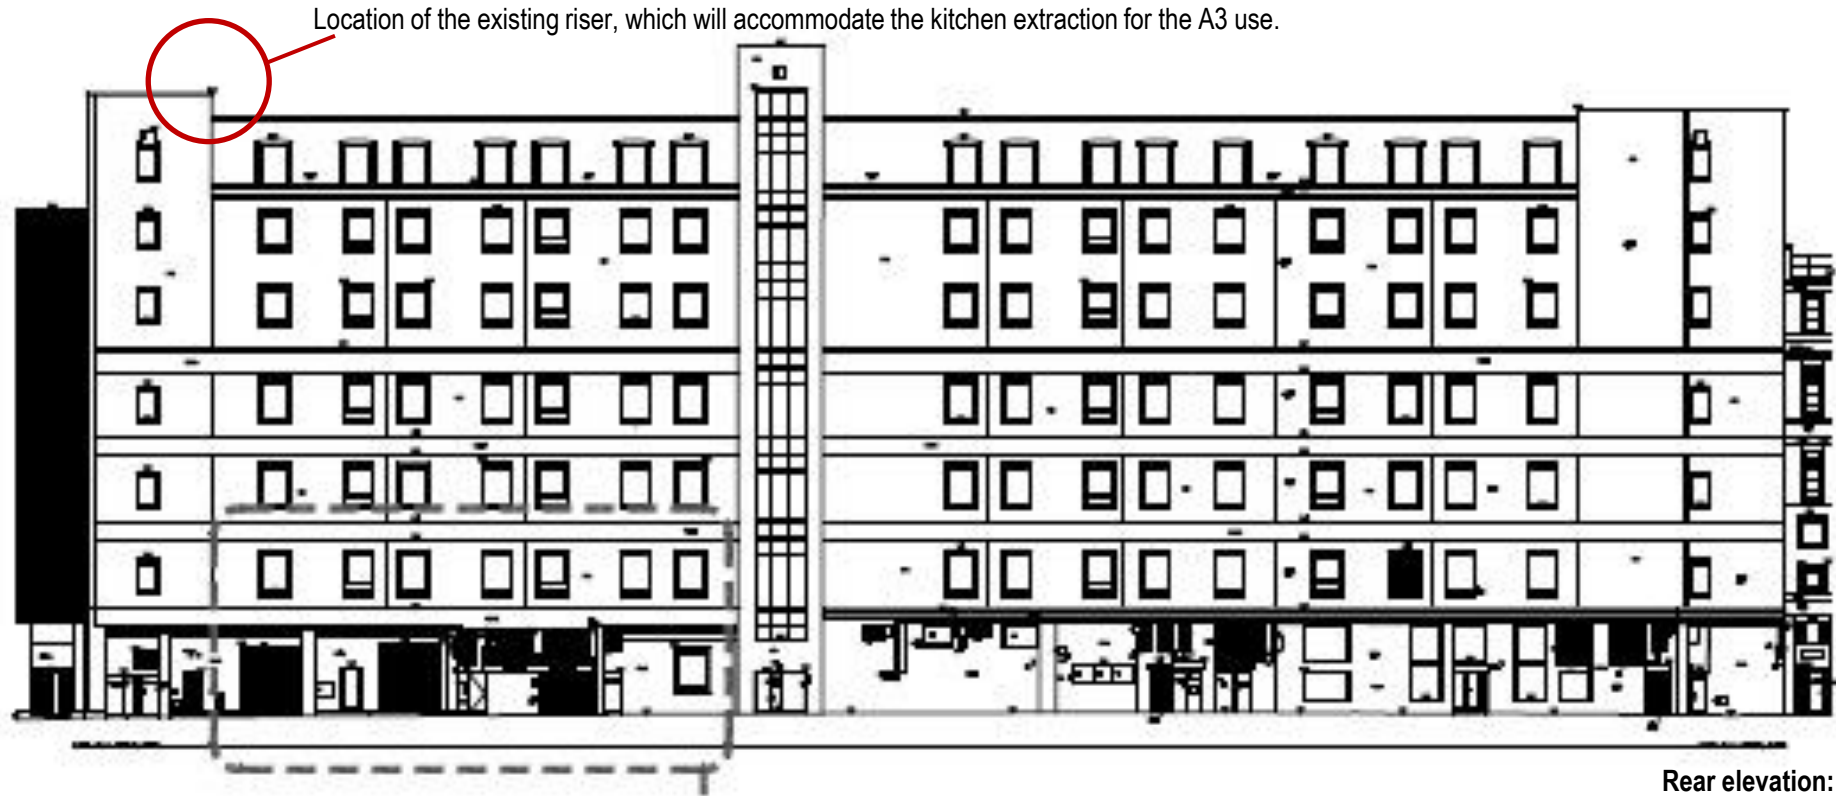 Location of the existing riser, which will accommodate the kitchen extraction for the A3 use.
Rear elevation: